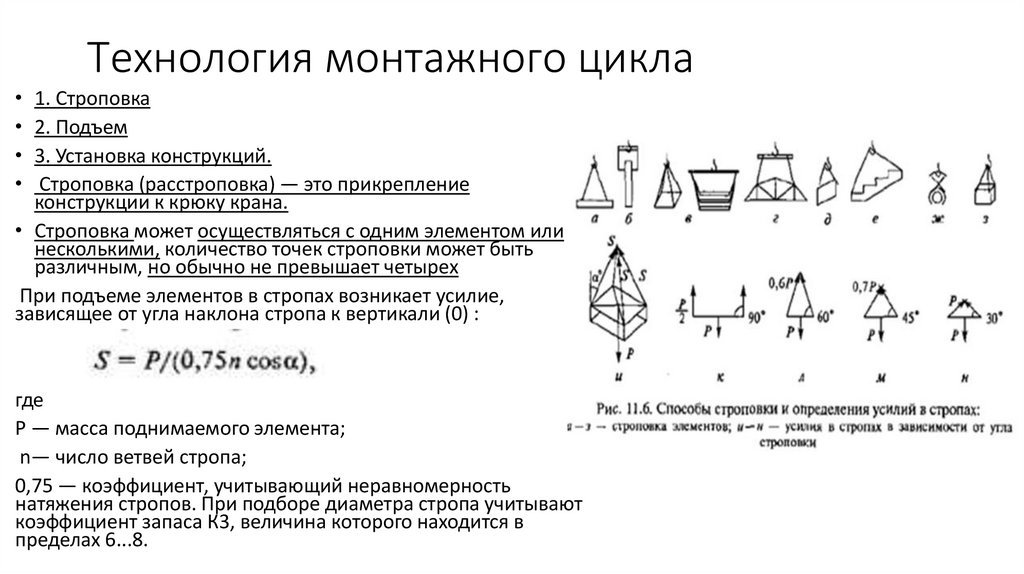 Технология монтажного цикла
• 1. Строповка
• 2. Подъем
• 3. Установка конструкций.
• Строповка (расстроповка) — это прикрепление
конструкции к крюку крана.
• Строповка может осуществляться с одним элементом или
несколькими, количество точек строповки может быть
различным, но обычно не превышает четырех
При подъеме элементов в стропах возникает усилие,
зависящее от угла наклона стропа к вертикали (0) :
S = P/(0,75n cosα),
где
Р — масса поднимаемого элемента;
n— число ветвей стропа;
0,75 — коэффициент, учитывающий неравномерность
натяжения стропов. При подборе диаметра стропа учитывают
коэффициент запаса К3, величина которого находится в
пределах 6...8.
а б в г д е ж з
S
α° S S
P
P/2 90° P
0,6P 60° P
0,7P 45° P
P 30° P
и к л м н
Рис. 11.6. Способы строповки и определения усилий в стропах:
а–з – строповка элементов; и–н — усилия в стропах в зависимости от угла
строповки